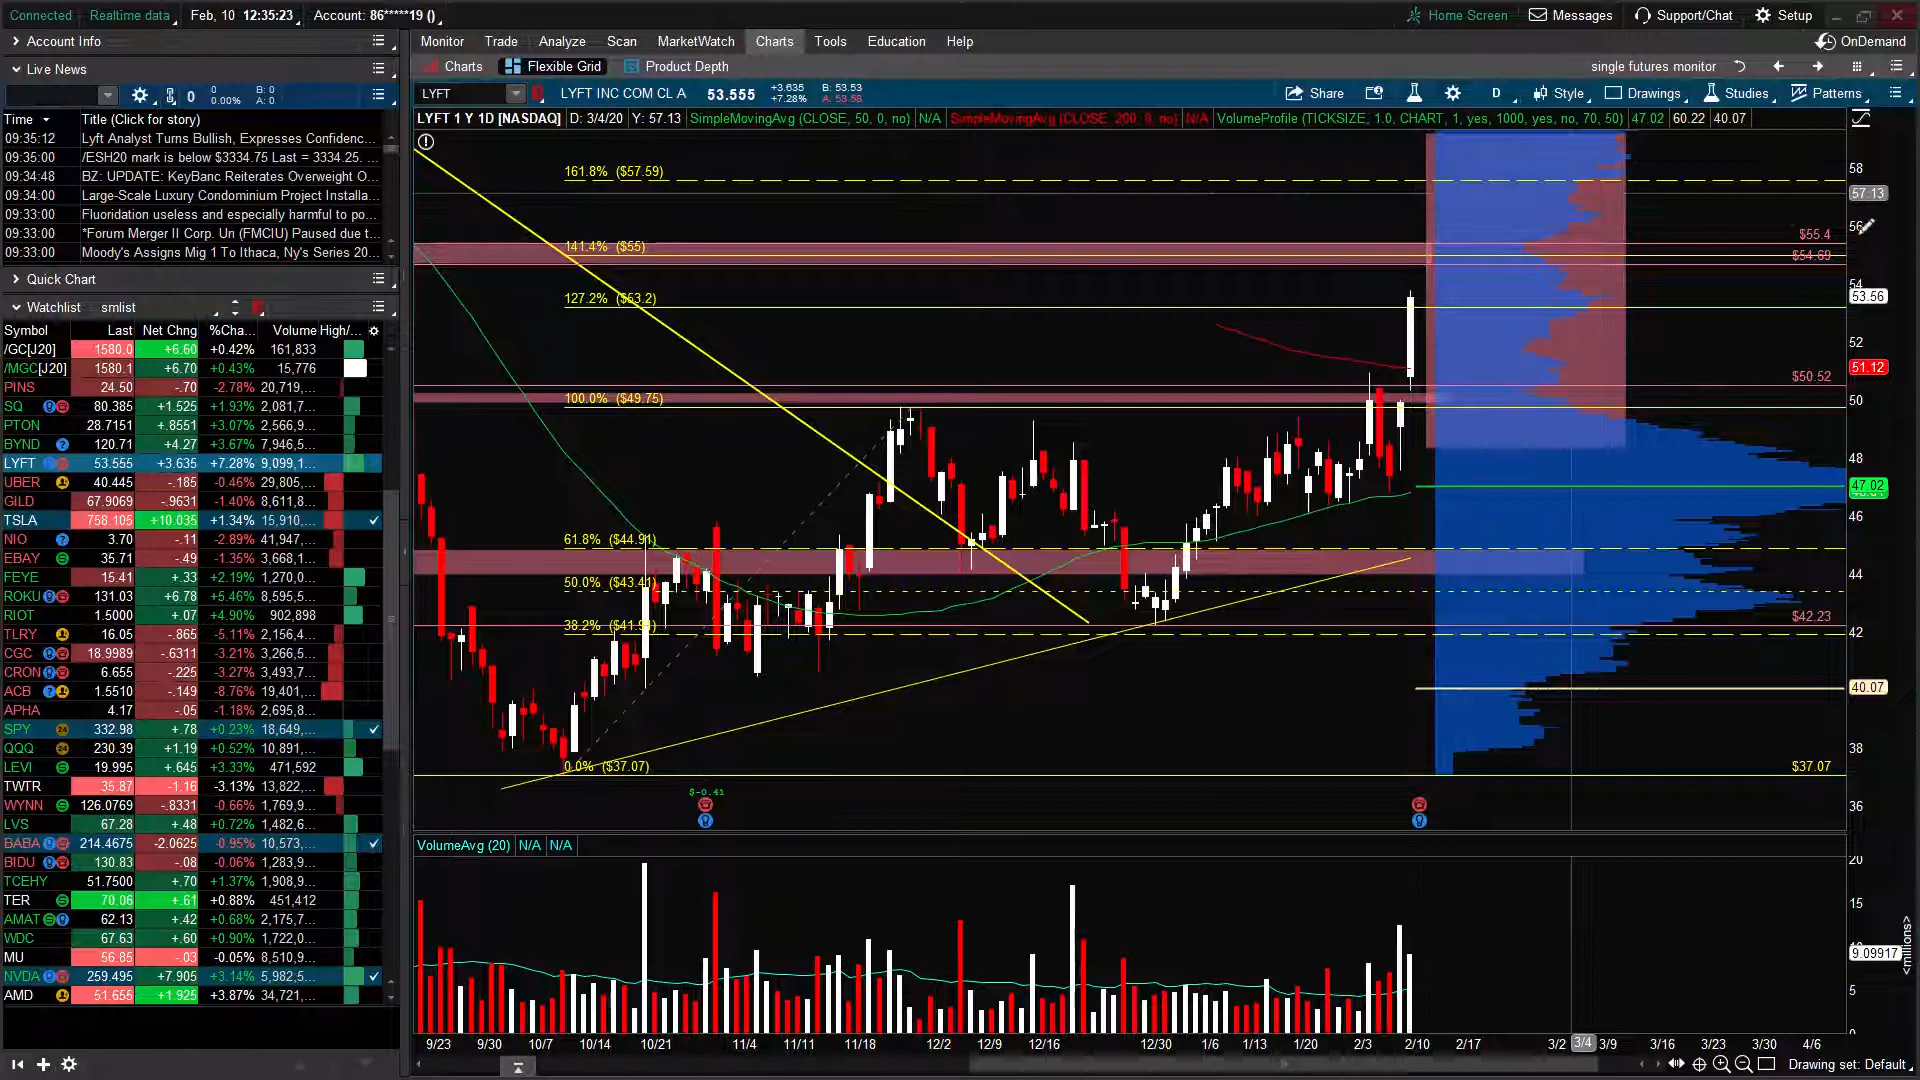 Connected Realtime data Feb, 10 12:35:23 Account: 86*****19 () Home Screen Messages Support/Chat Setup
Account Info
Monitor Trade Analyze Scan MarketWatch Charts Tools Education Help OnDemand
Live News
Charts Flexible Grid Product Depth single futures monitor
0 0 0.00% B: 0 A: 0
LYFT LYFT INC COM CL A 53.555 +3.635 +7.28% B: 53.53 A: 53.58 Share D Style Drawings Studies Patterns
Time Title (Click for story)
09:35:12 Lyft Analyst Turns Bullish, Expresses Confidenc...
09:35:00 /ESH20 mark is below $3334.75 Last = 3334.25. ...
09:34:48 BZ: UPDATE: KeyBanc Reiterates Overweight O...
09:34:00 Large-Scale Luxury Condominium Project Installa...
09:33:00 Fluoridation useless and especially harmful to po...
09:33:00 *Forum Merger II Corp. Un (FMCIU) Paused due t...
09:33:00 Moody's Assigns Mig 1 To Ithaca, Ny's Series 20...
Quick Chart
Watchlist smlist
Symbol Last Net Chng %Cha... Volume High/...
/GC[J20] 1580.0 +6.60 +0.42% 161,833
/MGC[J20] 1580.1 +6.70 +0.43% 15,776
PINS 24.50 -.70 -2.78% 20,719,...
SQ 80.385 +1.525 +1.93% 2,081,7...
PTON 28.7151 +.8551 +3.07% 2,566,9...
BYND 120.71 +4.27 +3.67% 7,946,5...
LYFT 53.555 +3.635 +7.28% 9,099,1...
UBER 40.445 -.185 -0.46% 29,805,...
GILD 67.9069 -.9631 -1.40% 8,611,8...
TSLA 758.105 +10.035 +1.34% 15,910,...
NIO 3.70 -.11 -2.89% 41,947,...
EBAY 35.71 -.49 -1.35% 3,668,1...
FEYE 15.41 +.33 +2.19% 1,270,0...
ROKU 131.03 +6.78 +5.46% 8,595,5...
RIOT 1.5000 +.07 +4.90% 902,898
TLRY 16.05 -.865 -5.11% 2,156,4...
CGC 18.9989 -.6311 -3.21% 3,266,5...
CRON 6.655 -.225 -3.27% 3,493,7...
ACB 1.5510 -.149 -8.76% 19,401,...
APHA 4.17 -.05 -1.18% 2,695,8...
SPY 332.98 +.78 +0.23% 18,649,...
QQQ 230.39 +1.19 +0.52% 10,891,...
LEVI 19.995 +.645 +3.33% 471,592
TWTR 35.87 -1.16 -3.13% 13,822,...
WYNN 126.0769 -.8331 -0.66% 1,769,9...
LVS 67.28 +.48 +0.72% 1,482,6...
BABA 214.4675 -2.0625 -0.95% 10,573,...
BIDU 130.83 -.08 -0.06% 1,283,9...
TCEHY 51.7500 +.70 +1.37% 1,908,9...
TER 70.06 +.61 +0.88% 451,412
AMAT 62.13 +.42 +0.68% 2,175,7...
WDC 67.63 +.60 +0.90% 1,722,0...
MU 56.85 -.03 -0.05% 8,510,9...
NVDA 259.495 +7.905 +3.14% 5,982,5...
AMD 51.655 +1.925 +3.87% 34,721,...
LYFT 1 Y 1D [NASDAQ] D: 3/4/20 Y: 57.13 SimpleMovingAvg (CLOSE, 50, 0, no) N/A SimpleMovingAvg (CLOSE, 200, 0, no) N/A VolumeProfile (TICKSIZE, 1.0, CHART, 1, yes, 1000, yes, no, 70, 50) 47.02 60.22 40.07
161.8% ($57.59)
141.4% ($55)
127.2% ($53.2)
100.0% ($49.75)
61.8% ($44.91)
50.0% ($43.41)
38.2% ($41.91)
0.0% ($37.07)
$55.4
$54.69
$50.52
$42.23
$37.07
58
57.13
56
54
53.56
52
51.12
50
48
47.02
46
44
42
40.07
38
36
$-0.41
VolumeAvg (20) N/A N/A
20
15
9.09917
5
0
<millions>
9/23 9/30 10/7 10/14 10/21 11/4 11/11 11/18 12/2 12/9 12/16 12/30 1/6 1/13 1/20 2/3 2/10 2/17 3/2 3/4 3/9 3/16 3/23 3/30 4/6
Drawing set: Default